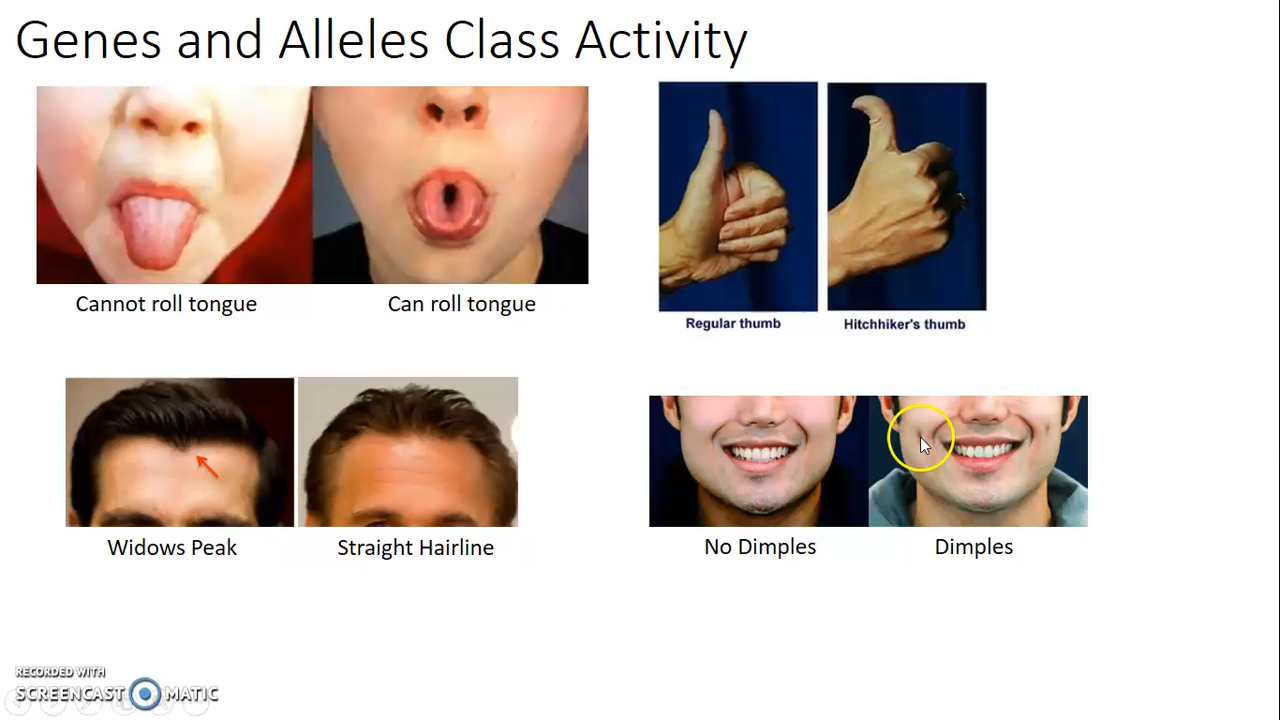 Genes and Alleles Class Activity
Cannot roll tongue
Can roll tongue
Regular thumb
Hitchhiker's thumb
Widows Peak
Straight Hairline
No Dimples
Dimples
RECORDED WITH
SCREENCAST MATIC